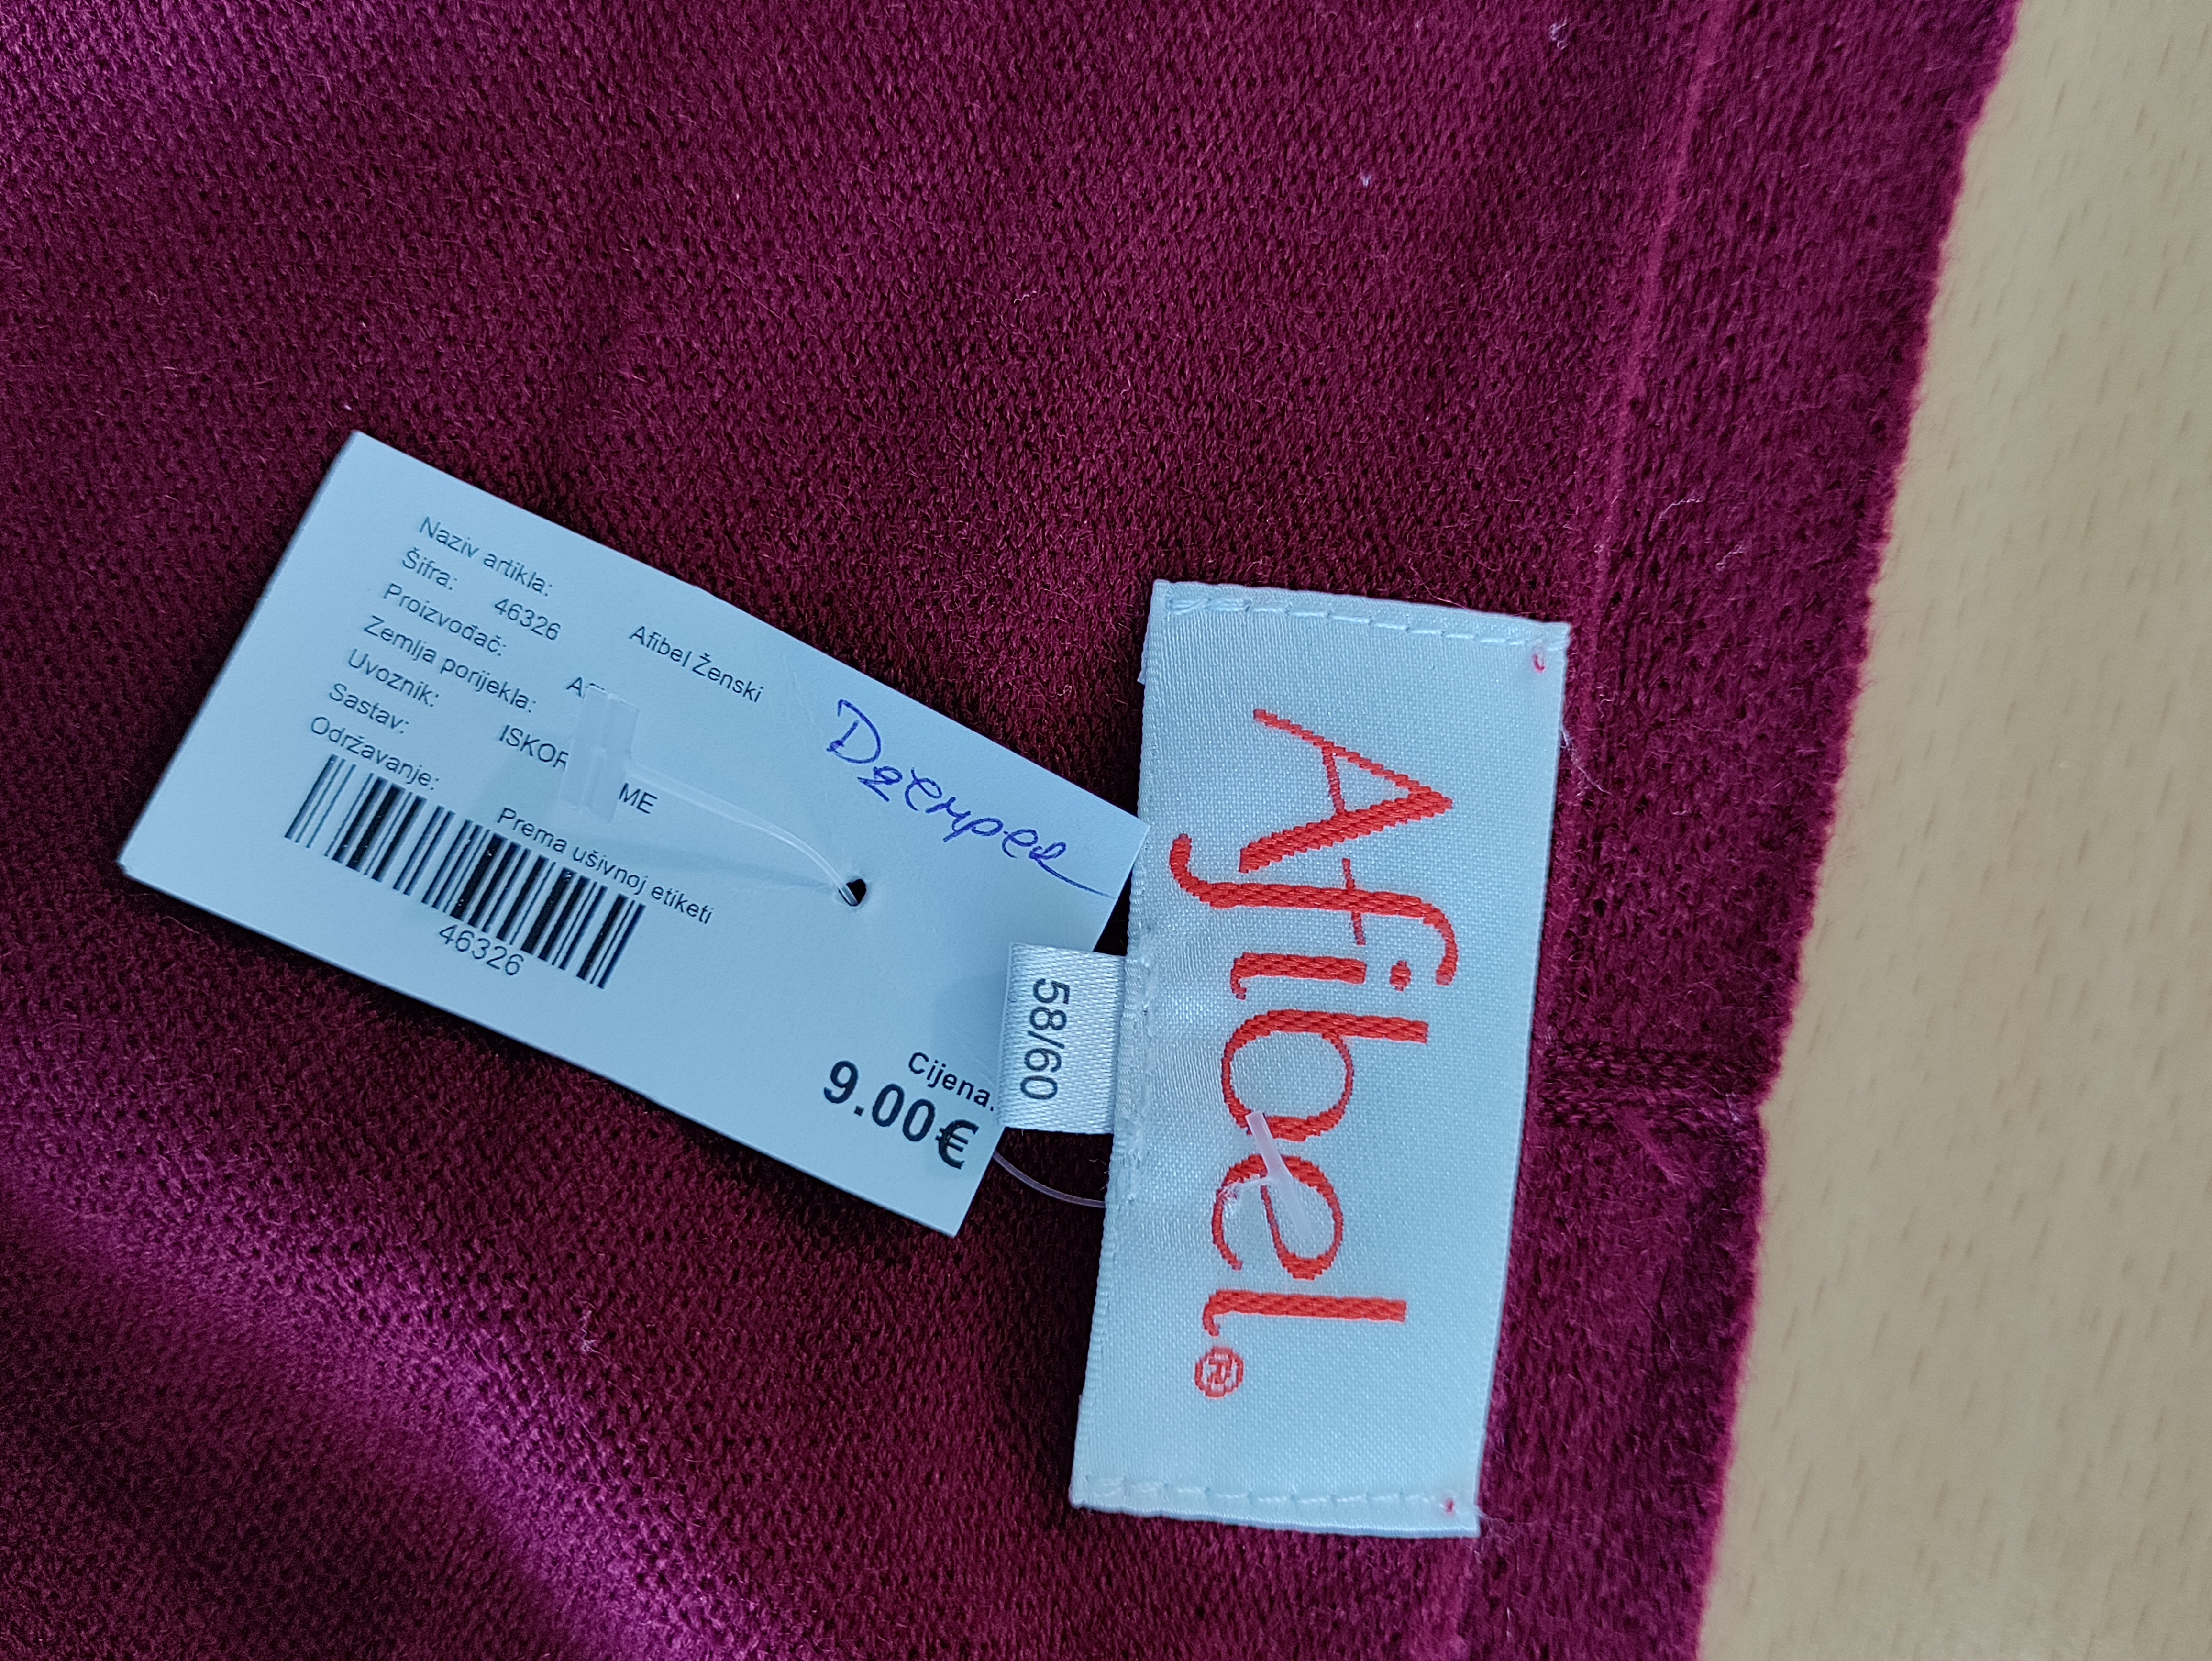 Naziv artikla:
Afibel Ženski
Džemper
Šifra: 46326
Proizvođač:
Zemlja porijekla:
Uvoznik:
Sastav:
Održavanje:
Prema ušivnoj etiketi
46326
Cijena:
9.00€
58/60
Afibel®